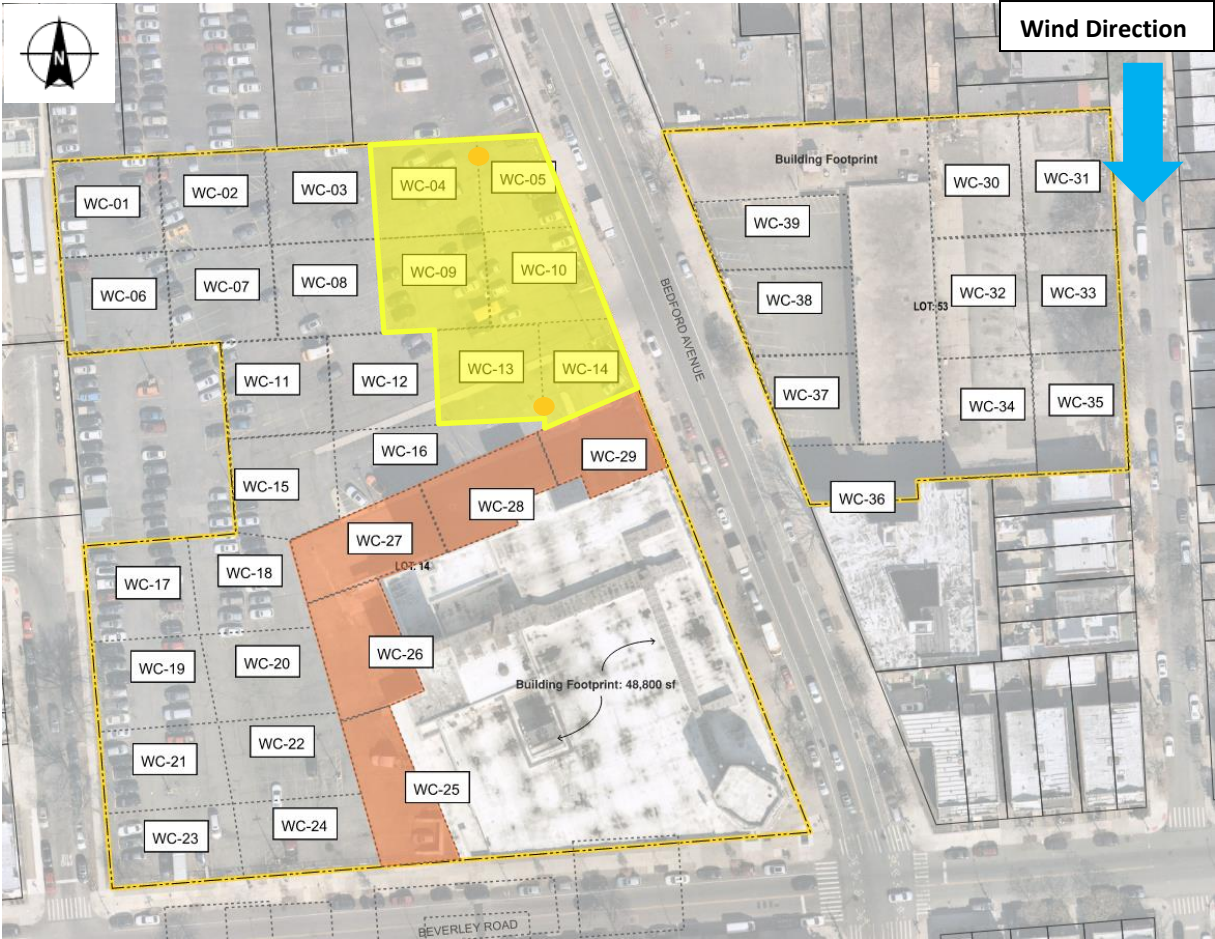 Wind Direction
N
Building Footprint
WC-04
WC-05
WC-30
WC-31
WC-03
WC-02
WC-01
WC-39
WC-09
WC-10
WC-08
WC-07
WC-06
WC-38
LOT: 53
WC-32
WC-33
BEDFORD AVENUE
WC-13
WC-14
WC-11
WC-12
WC-37
WC-34
WC-35
WC-16
WC-29
WC-15
WC-36
WC-28
WC-27
LOT: 14
WC-18
WC-17
WC-26
WC-20
WC-19
Building Footprint: 48,800 sf
WC-22
WC-21
WC-25
WC-24
WC-23
BEVERLEY ROAD